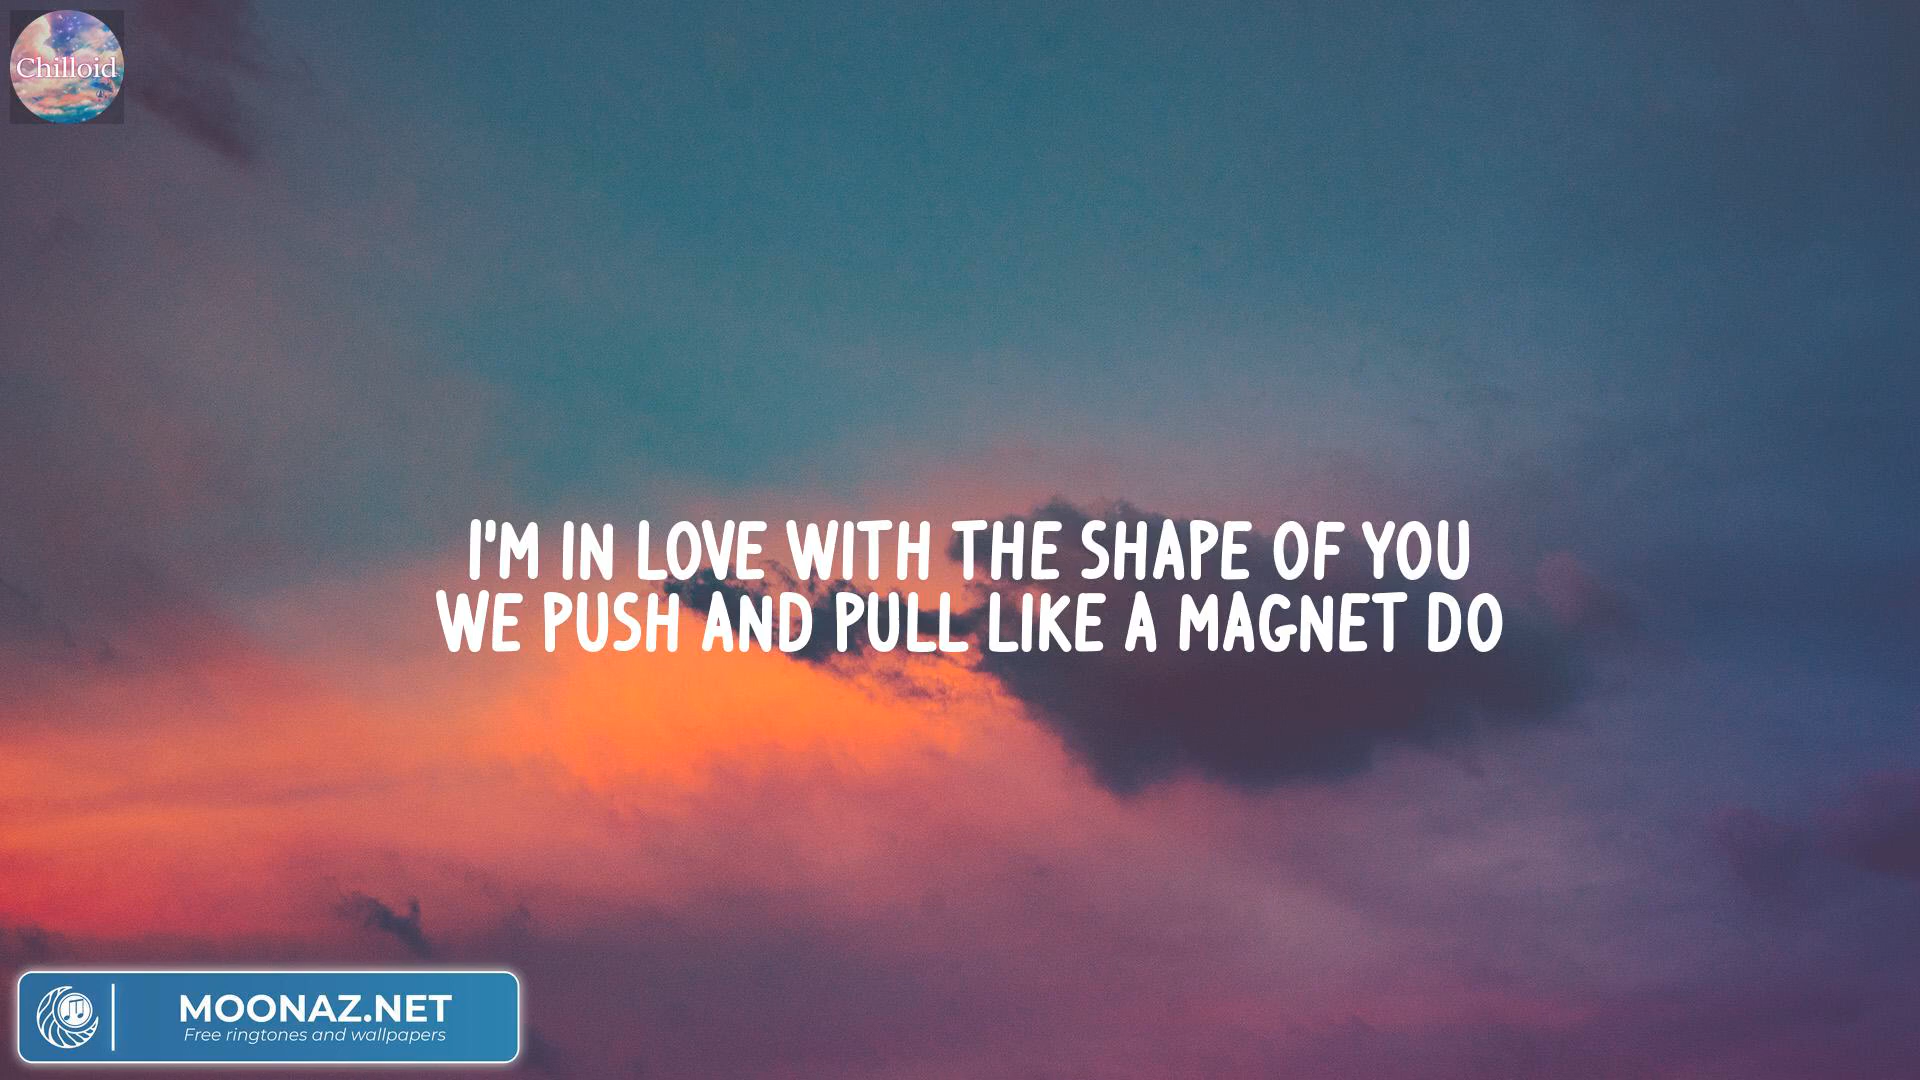 Chilloid
I'M IN LOVE WITH THE SHAPE OF YOU
WE PUSH AND PULL LIKE A MAGNET DO
MOONAZ.NET
Free ringtones and wallpapers